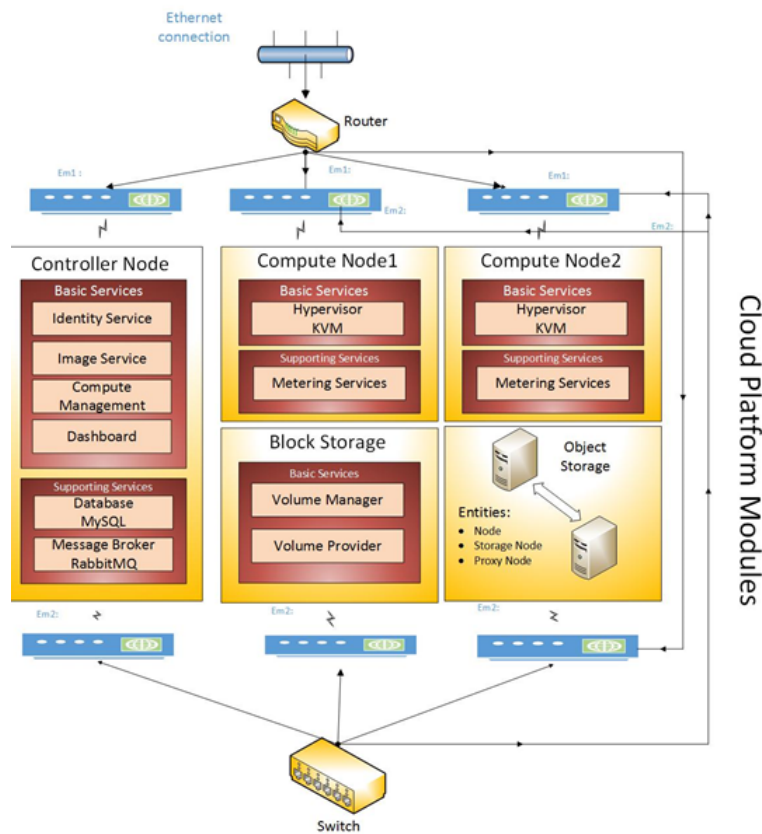 Ethernet
connection
Router
Em1 :
Em1:
Em1:
Em2:
Em2:
Controller Node
Basic Services
Identity Service
Image Service
Compute
Management
Dashboard
Supporting Services
Database
MySQL
Message Broker
RabbitMQ
Compute Node1
Basic Services
Hypervisor
KVM
Supporting Services
Metering Services
Compute Node2
Basic Services
Hypervisor
KVM
Supporting Services
Metering Services
Block Storage
Basic Services
Volume Manager
Volume Provider
Object
Storage
Entities:
• Node
• Storage Node
• Proxy Node
Cloud Platform Modules
Em2:
Em2:
Em2:
Switch